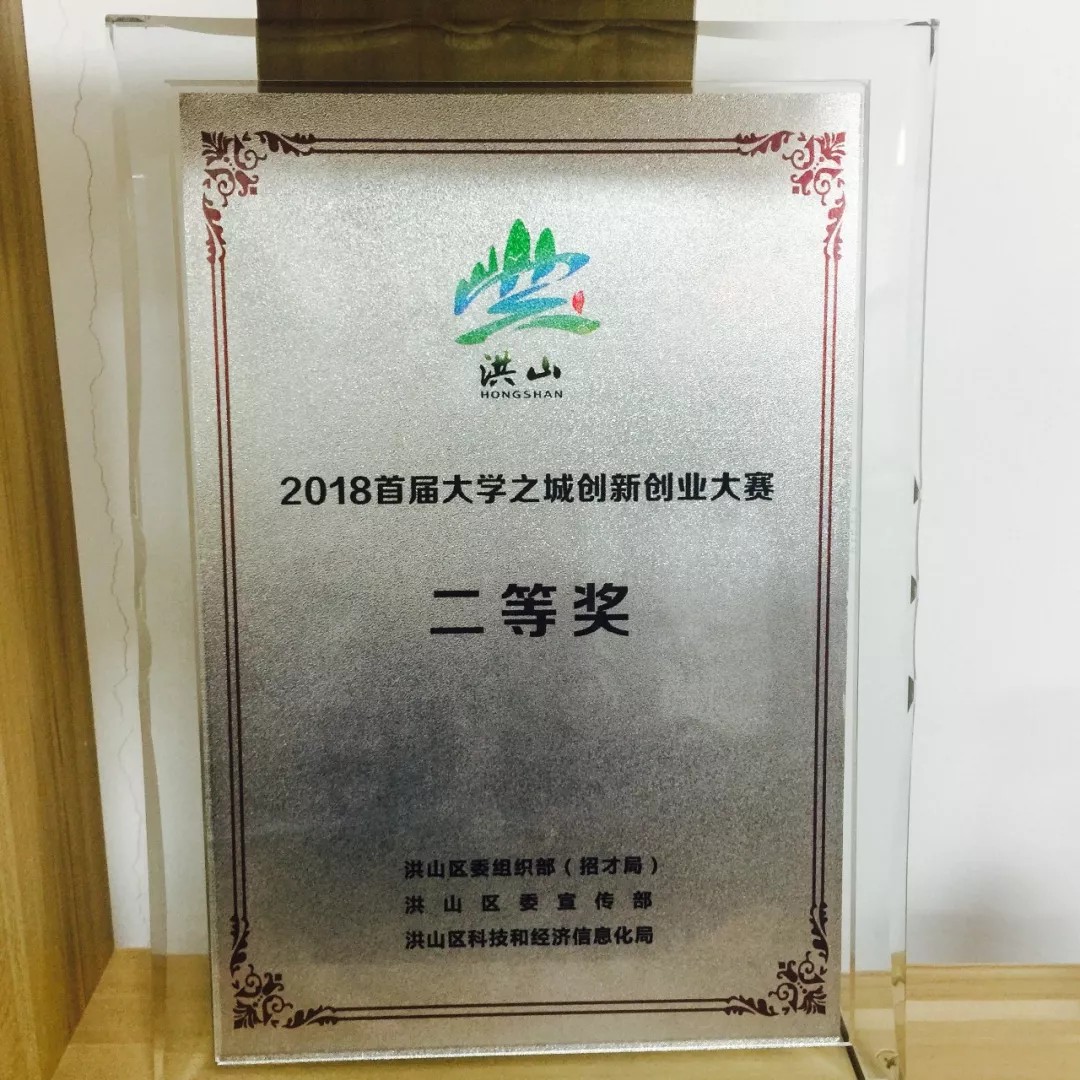 洪山
HONGSHAN
2018首届大学之城创新创业大赛
二等奖
洪山区委组织部（招才局）
洪山区委宣传部
洪山区科技和经济信息化局